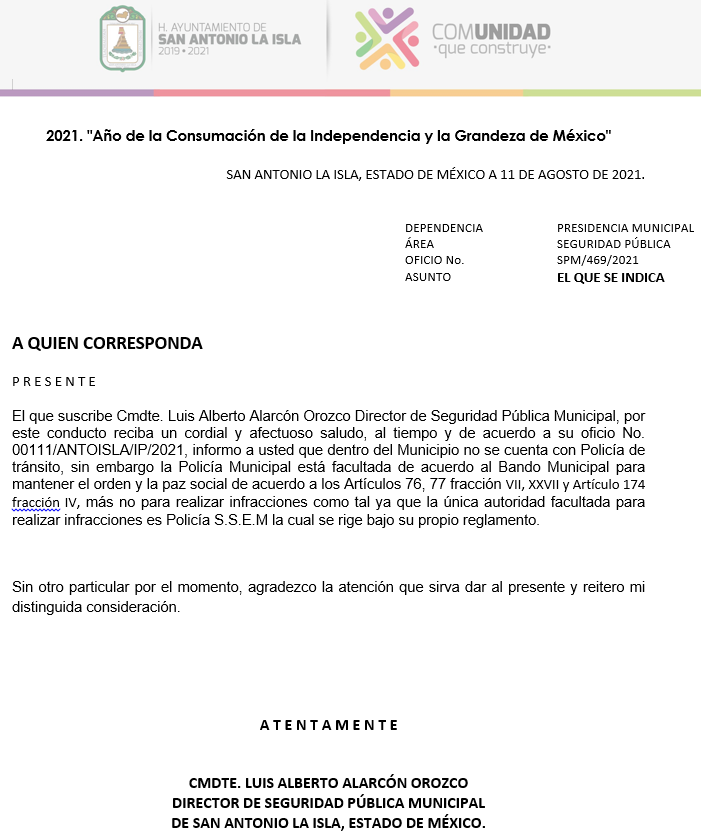 H. AYUNTAMIENTO DE
SAN ANTONIO LA ISLA
2019 • 2021
COMUNIDAD
•que construye•
2021. "Año de la Consumación de la Independencia y la Grandeza de México"
SAN ANTONIO LA ISLA, ESTADO DE MÉXICO A 11 DE AGOSTO DE 2021.
DEPENDENCIA PRESIDENCIA MUNICIPAL
ÁREA SEGURIDAD PÚBLICA
OFICIO No. SPM/469/2021
ASUNTO EL QUE SE INDICA
A QUIEN CORRESPONDA
P R E S E N T E
El que suscribe Cmdte. Luis Alberto Alarcón Orozco Director de Seguridad Pública Municipal, por
este conducto reciba un cordial y afectuoso saludo, al tiempo y de acuerdo a su oficio No.
00111/ANTOISLA/IP/2021, informo a usted que dentro del Municipio no se cuenta con Policía de
tránsito, sin embargo la Policía Municipal está facultada de acuerdo al Bando Municipal para
mantener el orden y la paz social de acuerdo a los Artículos 76, 77 fracción VII, XXVII y Artículo 174
fracción IV, más no para realizar infracciones como tal ya que la única autoridad facultada para
realizar infracciones es Policía S.S.E.M la cual se rige bajo su propio reglamento.
Sin otro particular por el momento, agradezco la atención que sirva dar al presente y reitero mi
distinguida consideración.
A T E N T A M E N T E
CMDTE. LUIS ALBERTO ALARCÓN OROZCO
DIRECTOR DE SEGURIDAD PÚBLICA MUNICIPAL
DE SAN ANTONIO LA ISLA, ESTADO DE MÉXICO.